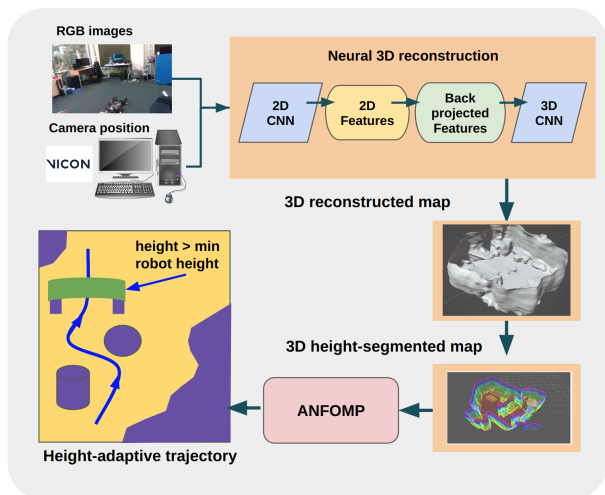 RGB images
Neural 3D reconstruction
2D
CNN
2D
Features
Back
projected
Features
3D
CNN
Camera position
VICON
3D reconstructed map
height > min
robot height
3D height-segmented map
ANFOMP
Height-adaptive trajectory